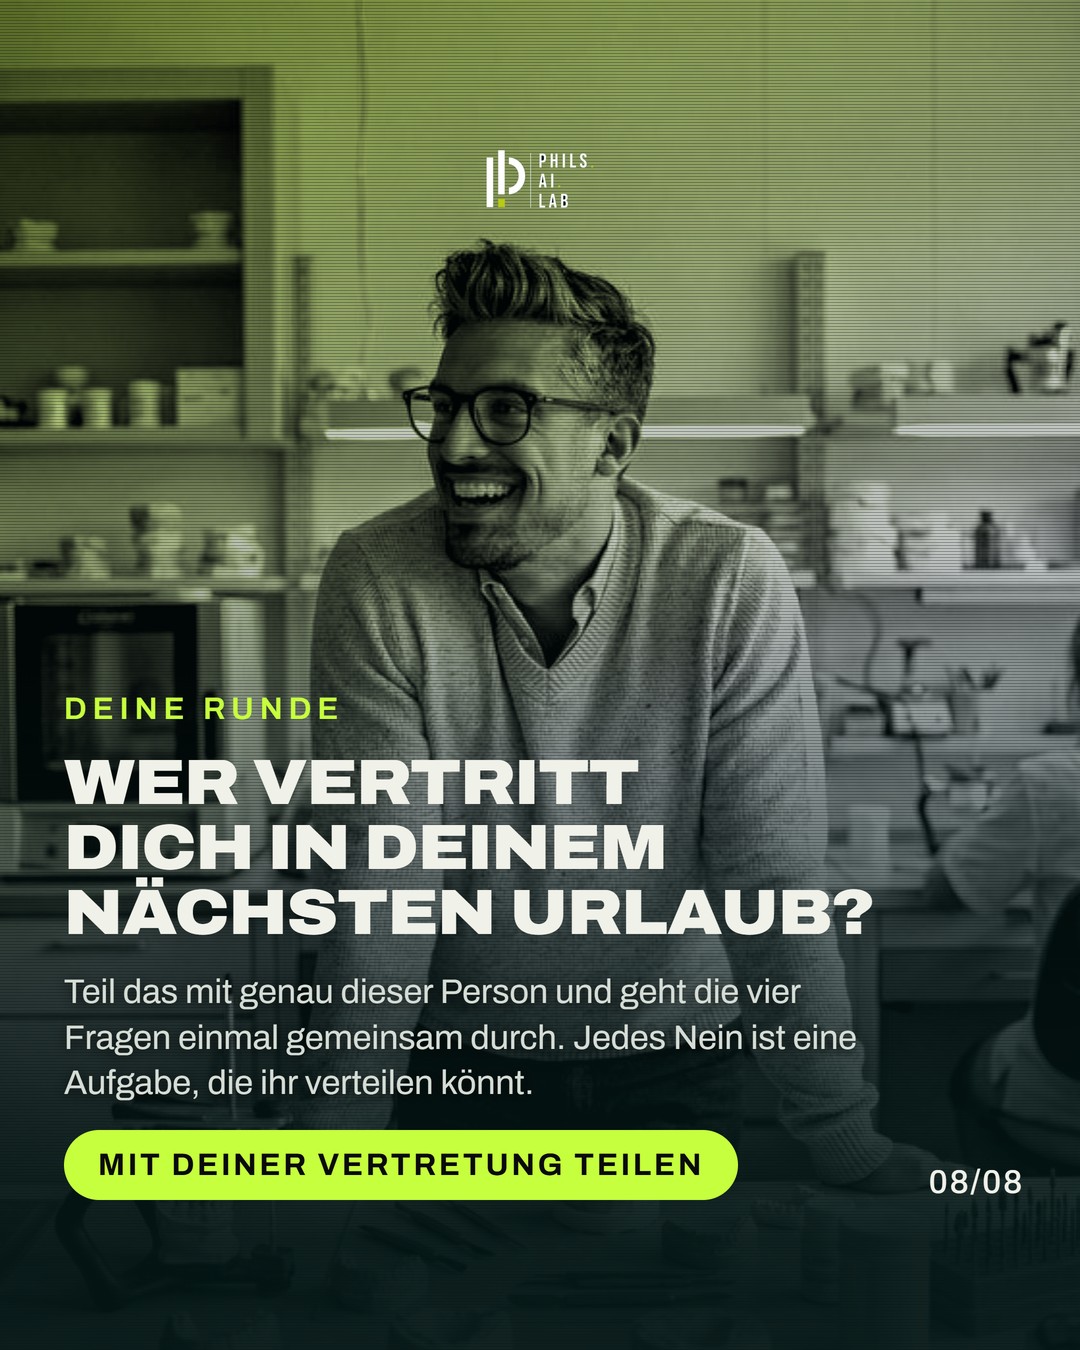 PHILS.
AI.
LAB
DEINE RUNDE
WER VERTRITT
DICH IN DEINEM
NÄCHSTEN URLAUB?
Teil das mit genau dieser Person und geht die vier
Fragen einmal gemeinsam durch. Jedes Nein ist eine
Aufgabe, die ihr verteilen könnt.
MIT DEINER VERTRETUNG TEILEN
08/08